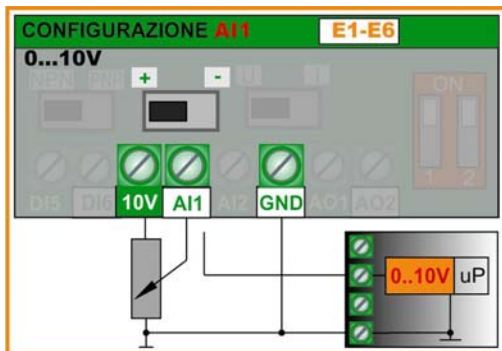 CONFIGURAZIONE AI1 E1-E6
0...10V
NPN PNP + - U I ON
1 2
DI5 DI6 10V AI1 AI2 GND AO1 AO2
0..10V uP